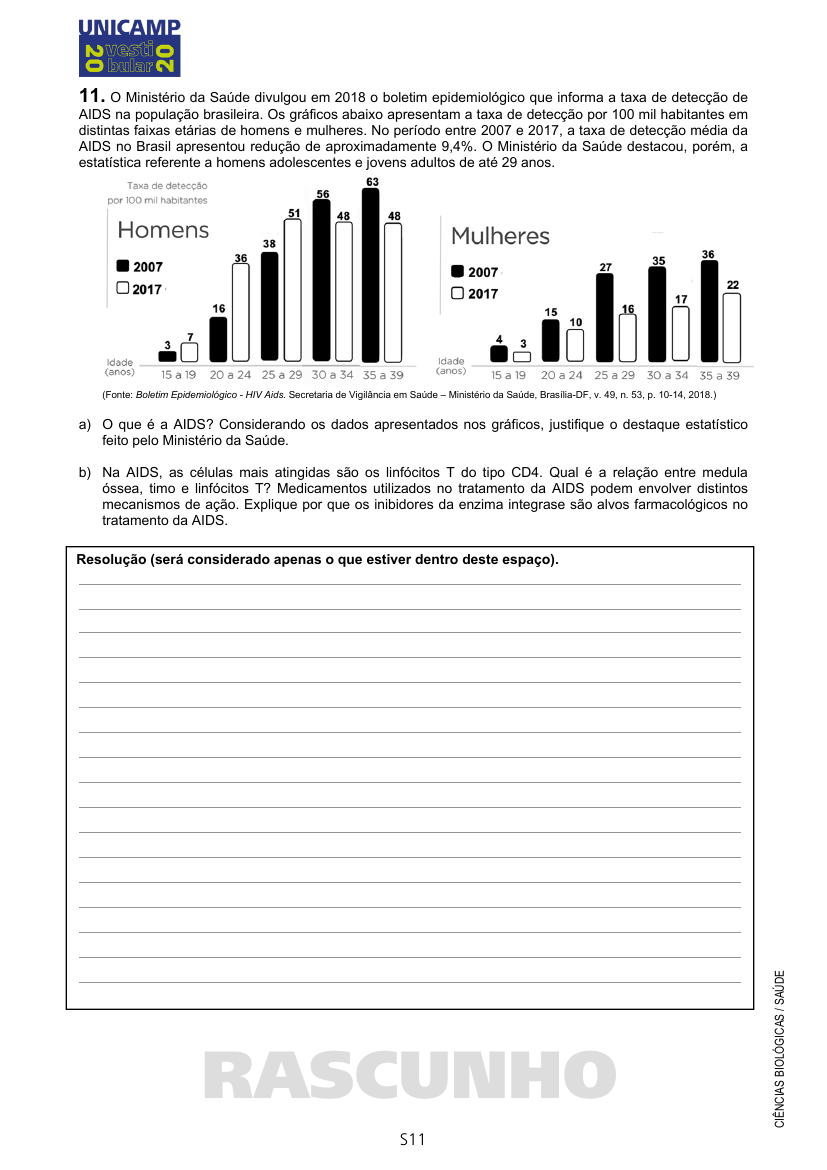 UNICAMP
20 vesti
bular 20
11. O Ministério da Saúde divulgou em 2018 o boletim epidemiológico que informa a taxa de detecção de
AIDS na população brasileira. Os gráficos abaixo apresentam a taxa de detecção por 100 mil habitantes em
distintas faixas etárias de homens e mulheres. No período entre 2007 e 2017, a taxa de detecção média da
AIDS no Brasil apresentou redução de aproximadamente 9,4%. O Ministério da Saúde destacou, porém, a
estatística referente a homens adolescentes e jovens adultos de até 29 anos.
Taxa de detecção
por 100 mil habitantes
Homens
2007
2017
3 7 16 36 38 51 56 48 63 48
Idade
(anos)
15 a 19 20 a 24 25 a 29 30 a 34 35 a 39
Mulheres
2007
2017
4 3 15 10 27 16 35 17 36 22
Idade
(anos)
15 a 19 20 a 24 25 a 29 30 a 34 35 a 39
(Fonte: Boletim Epidemiológico - HIV Aids. Secretaria de Vigilância em Saúde – Ministério da Saúde, Brasília-DF, v. 49, n. 53, p. 10-14, 2018.)
a) O que é a AIDS? Considerando os dados apresentados nos gráficos, justifique o destaque estatístico
feito pelo Ministério da Saúde.
b) Na AIDS, as células mais atingidas são os linfócitos T do tipo CD4. Qual é a relação entre medula
óssea, timo e linfócitos T? Medicamentos utilizados no tratamento da AIDS podem envolver distintos
mecanismos de ação. Explique por que os inibidores da enzima integrase são alvos farmacológicos no
tratamento da AIDS.
Resolução (será considerado apenas o que estiver dentro deste espaço).
CIÊNCIAS BIOLÓGICAS / SAÚDE
RASCUNHO
S11